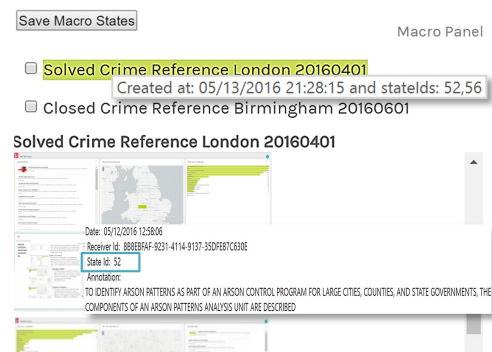 Save Macro States
Macro Panel
Solved Crime Reference London 20160401
Created at: 05/13/2016 21:28:15 and stateIds: 52,56
Closed Crime Reference Birmingham 20160601
Solved Crime Reference London 20160401
Date: 05/12/2016 12:58:06
Receiver Id: 8B8EBFAF-9231-4114-9137-35DFEB7C630E
State Id: 52
Annotation:
TO IDENTIFY ARSON PATTERNS AS PART OF AN ARSON CONTROL PROGRAM FOR LARGE CITIES, COUNTIES, AND STATE GOVERNMENTS, THE
COMPONENTS OF AN ARSON PATTERNS ANALYSIS UNIT ARE DESCRIBED